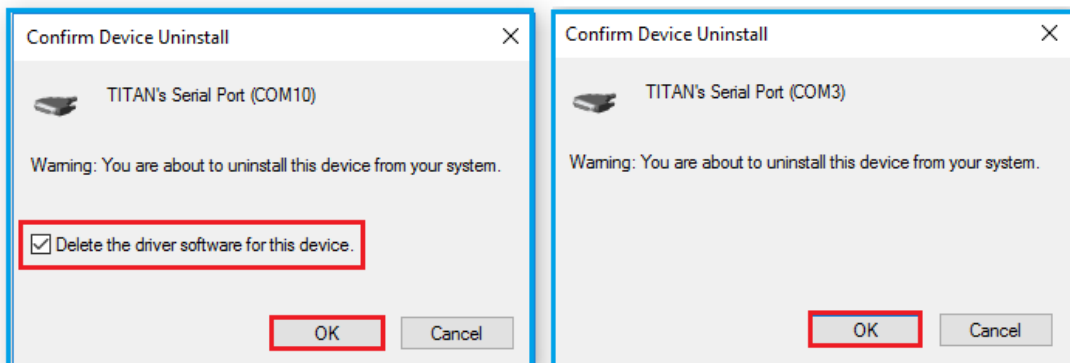 Confirm Device Uninstall
TITAN's Serial Port (COM10)
Warning: You are about to uninstall this device from your system.
Delete the driver software for this device.
OK
Cancel
Confirm Device Uninstall
TITAN's Serial Port (COM3)
Warning: You are about to uninstall this device from your system.
OK
Cancel